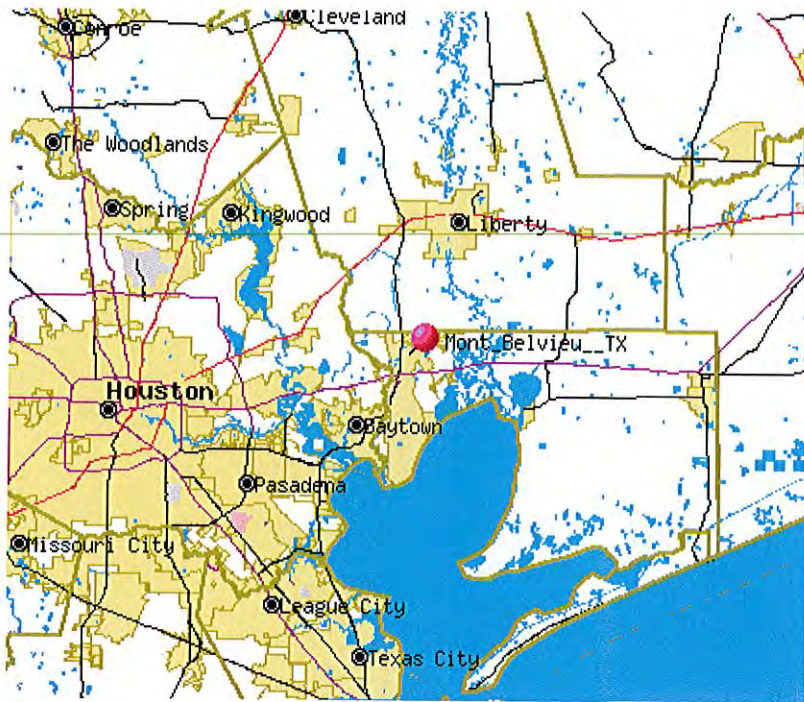 Conroe
Cleveland
The Woodlands
Spring
Kingwood
Liberty
Mont_Belvieu__TX
Houston
Baytown
Pasadena
Missouri City
League City
Texas City